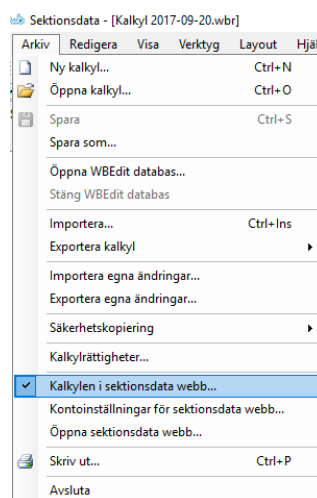 Sektionsdata - [Kalkyl 2017-09-20.wbr]
Arkiv Redigera Visa Verktyg Layout Hjäl
Ny kalkyl... Ctrl+N
Öppna kalkyl... Ctrl+O
Spara Ctrl+S
Spara som...
Öppna WBEdit databas...
Stäng WBEdit databas
Importera... Ctrl+Ins
Exportera kalkyl
Importera egna ändringar...
Exportera egna ändringar...
Säkerhetskopiering
Kalkylrättigheter...
Kalkylen i sektionsdata webb...
Kontoinställningar för sektionsdata webb...
Öppna sektionsdata webb...
Skriv ut... Ctrl+P
Avsluta